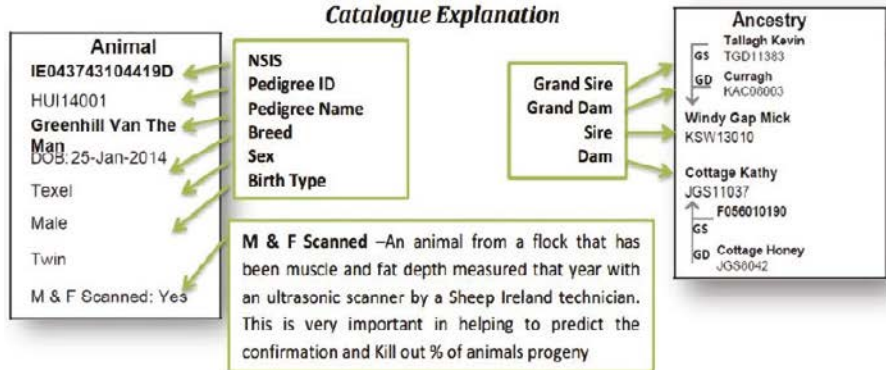 Catalogue Explanation
Animal
IE043743104419D
HUI14001
Greenhill Van The
Man
DOB:25-Jan-2014
Texel
Male
Twin
M & F Scanned: Yes
NSIS
Pedigree ID
Pedigree Name
Breed
Sex
Birth Type
M & F Scanned –An animal from a flock that has
been muscle and fat depth measured that year with
an ultrasonic scanner by a Sheep Ireland technician.
This is very important in helping to predict the
confirmation and Kill out % of animals progeny
Grand Sire
Grand Dam
Sire
Dam
Ancestry
Tallagh Kevin
GS TGD11383
GD Curragh
KAC08003
Windy Gap Mick
KSW13010
Cottage Kathy
JGS11037
F056010190
GS
GD Cottage Honey
JGS8042